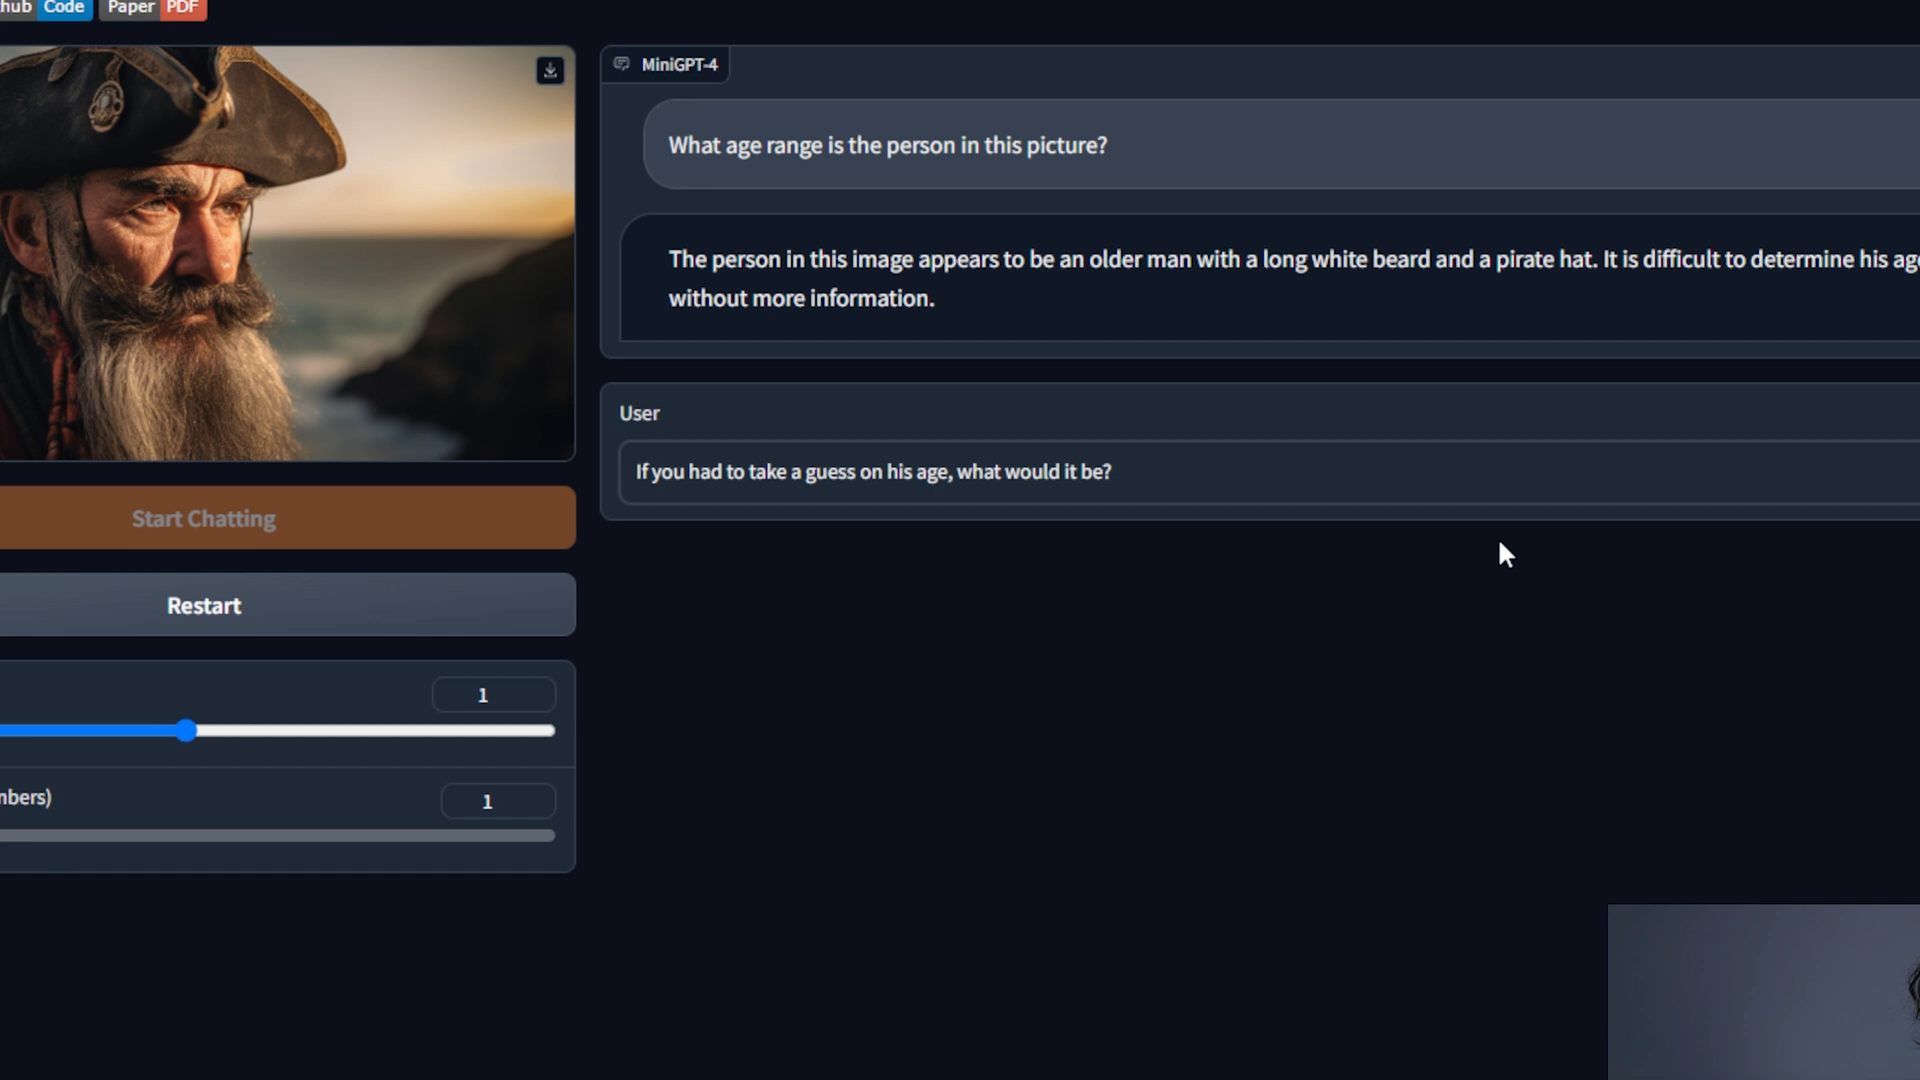 hub Code Paper PDF
MiniGPT-4
What age range is the person in this picture?
The person in this image appears to be an older man with a long white beard and a pirate hat. It is difficult to determine his age
without more information.
User
If you had to take a guess on his age, what would it be?
Start Chatting
Restart
1
nbers) 1